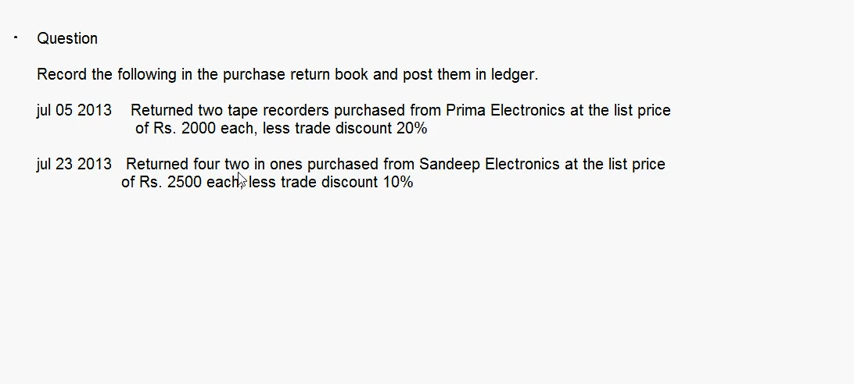 Question
Record the following in the purchase return book and post them in ledger.
jul 05 2013 Returned two tape recorders purchased from Prima Electronics at the list price
of Rs. 2000 each, less trade discount 20%
jul 23 2013 Returned four two in ones purchased from Sandeep Electronics at the list price
of Rs. 2500 each, less trade discount 10%